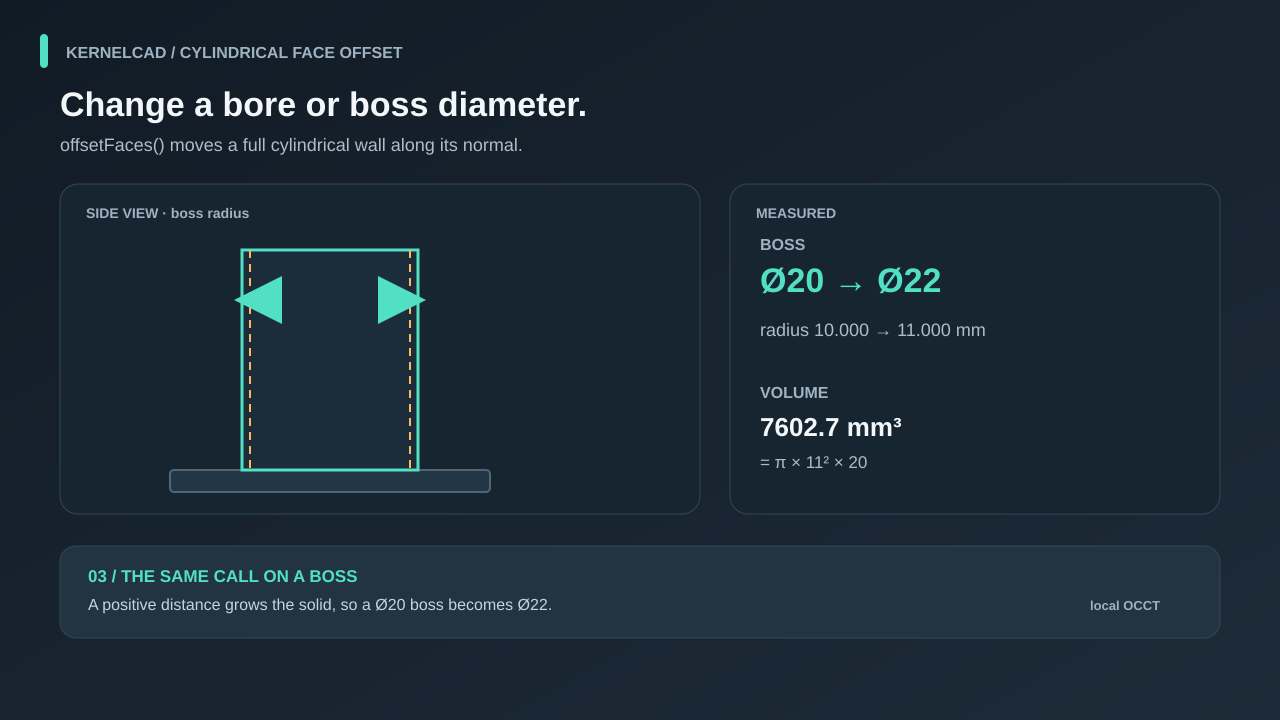 KERNELCAD / CYLINDRICAL FACE OFFSET
Change a bore or boss diameter.
offsetFaces() moves a full cylindrical wall along its normal.
SIDE VIEW · boss radius
MEASURED
BOSS
Ø20 → Ø22
radius 10.000 → 11.000 mm
VOLUME
7602.7 mm³
= π × 11² × 20
03 / THE SAME CALL ON A BOSS
A positive distance grows the solid, so a Ø20 boss becomes Ø22.
local OCCT